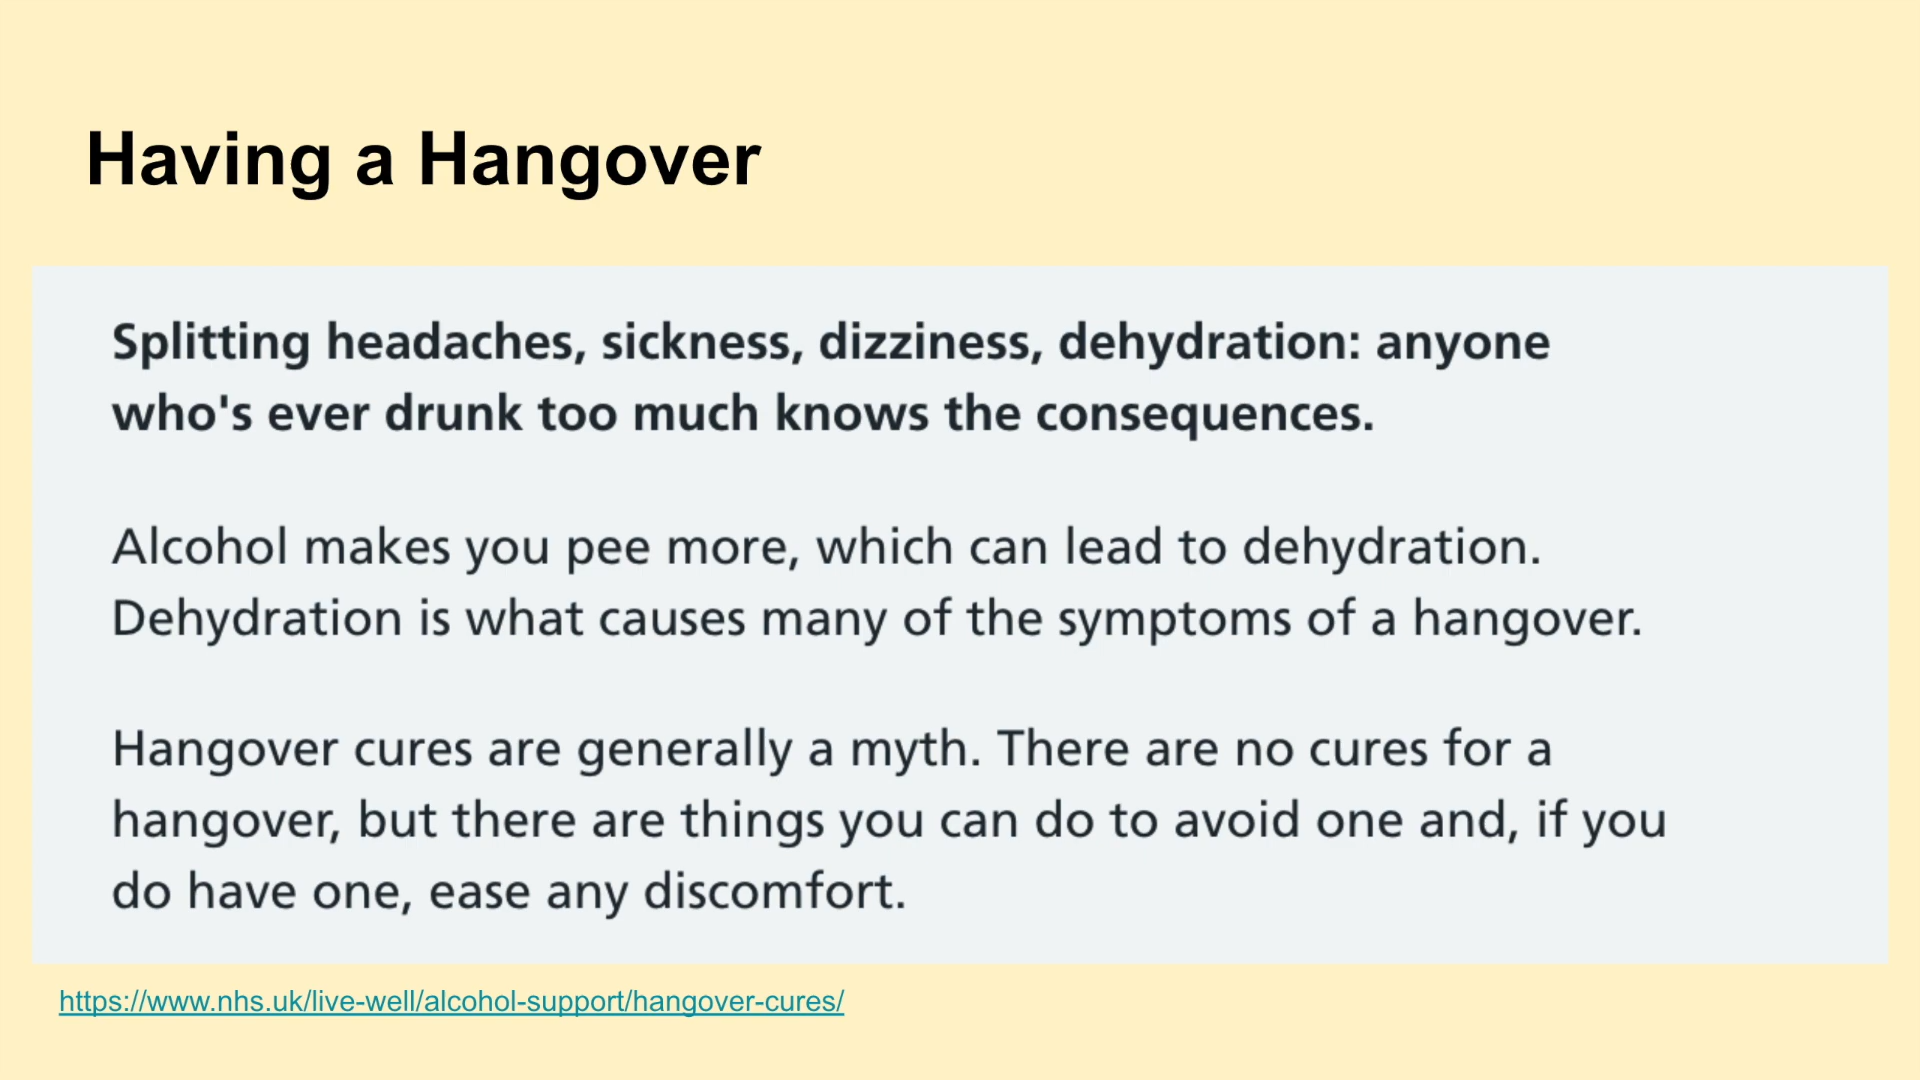 Having a Hangover
Splitting headaches, sickness, dizziness, dehydration: anyone
who's ever drunk too much knows the consequences.
Alcohol makes you pee more, which can lead to dehydration.
Dehydration is what causes many of the symptoms of a hangover.
Hangover cures are generally a myth. There are no cures for a
hangover, but there are things you can do to avoid one and, if you
do have one, ease any discomfort.
https://www.nhs.uk/live-well/alcohol-support/hangover-cures/